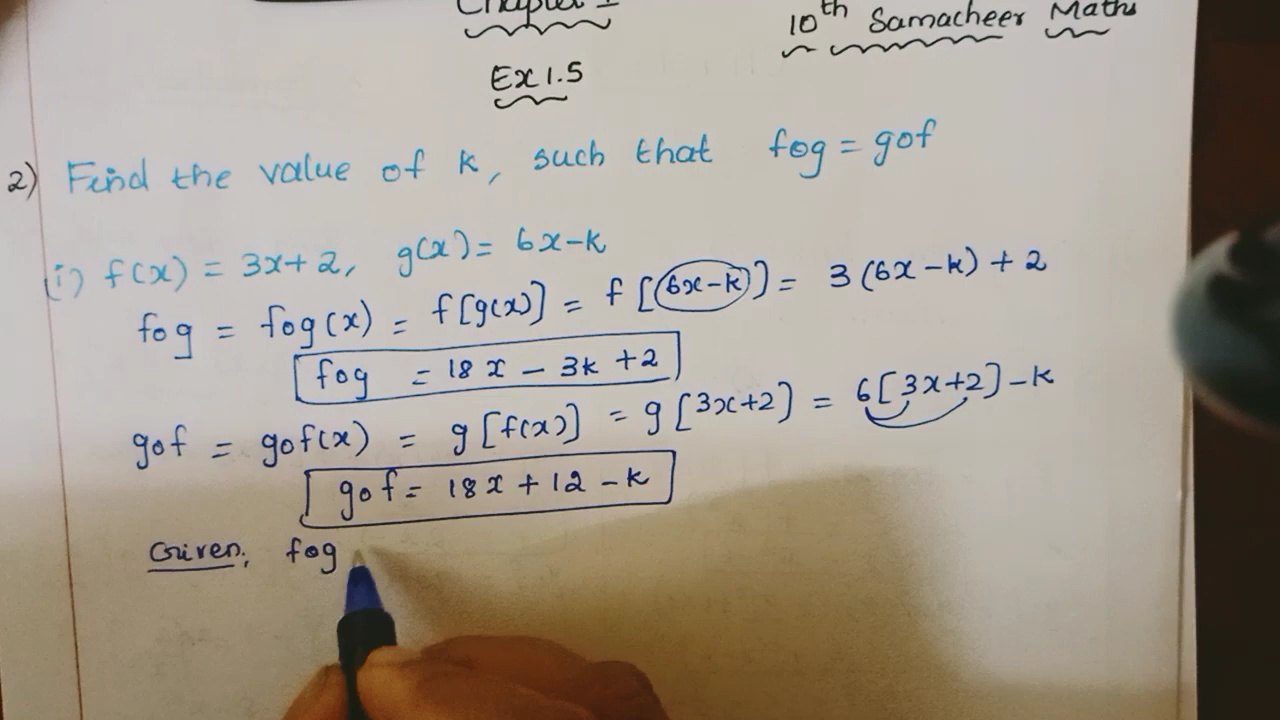 Chapter 1
10th Samacheer Maths
Ex 1.5
2) Find the value of k, such that fog = gof
(i) f(x) = 3x+2, g(x) = 6x-k
fog = fog(x) = f[g(x)] = f[(6x-k)] = 3(6x-k)+2
fog = 18x - 3k +2
gof = gof(x) = g[f(x)] = g[3x+2) = 6[3x+2]-k
gof = 18x + 12 - k
Given, fog